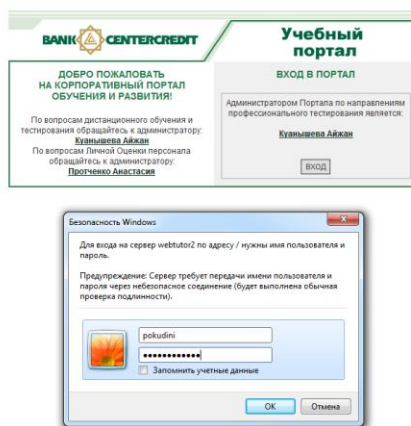 BANK CENTERCREDIT
Учебный
портал
ДОБРО ПОЖАЛОВАТЬ
НА КОРПОРАТИВНЫЙ ПОРТАЛ
ОБУЧЕНИЯ И РАЗВИТИЯ!
По вопросам дистанционного обучения и
тестирования обращайтесь к администратору:
Куанышева Айжан
По вопросам Личной Оценки персонала
обращайтесь к администратору:
Протченко Анастасия
ВХОД В ПОРТАЛ
Администратором Портала по направлениям
профессионального тестирования является:
Куанышева Айжан
ВХОД
Безопасность Windows
Для входа на сервер webtutor2 по адресу / нужны имя пользователя и
пароль.
Предупреждение: Сервер требует передачи имени пользователя и
пароля через небезопасное соединение (будет выполнена обычная
проверка подлинности).
pokudini
Запомнить учетные данные
OK
Отмена